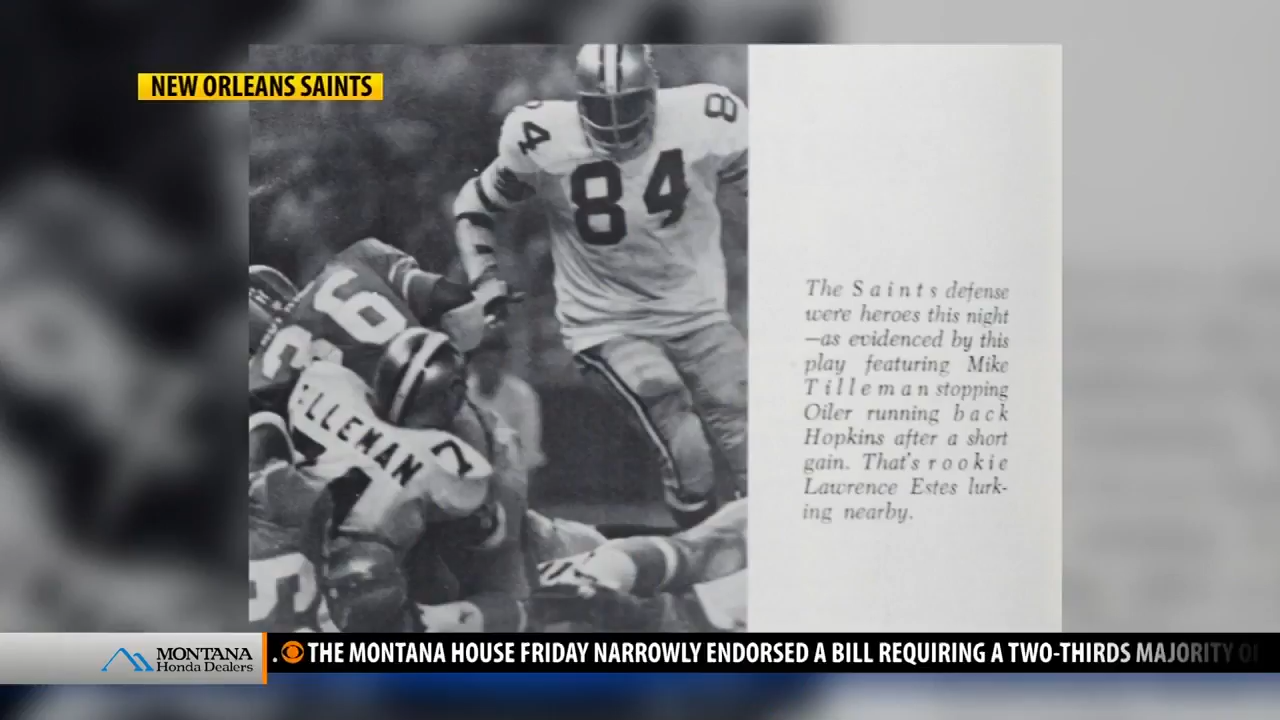 NEW ORLEANS SAINTS
84
84
The Saints defense
were heroes this night
—as evidenced by this
play featuring Mike
Tilleman stopping
Oiler running back
Hopkins after a short
gain. That's rookie
Lawrence Estes lurk-
ing nearby.
LLEMAN
7
MONTANA
Honda Dealers
. THE MONTANA HOUSE FRIDAY NARROWLY ENDORSED A BILL REQUIRING A TWO-THIRDS MAJORITY